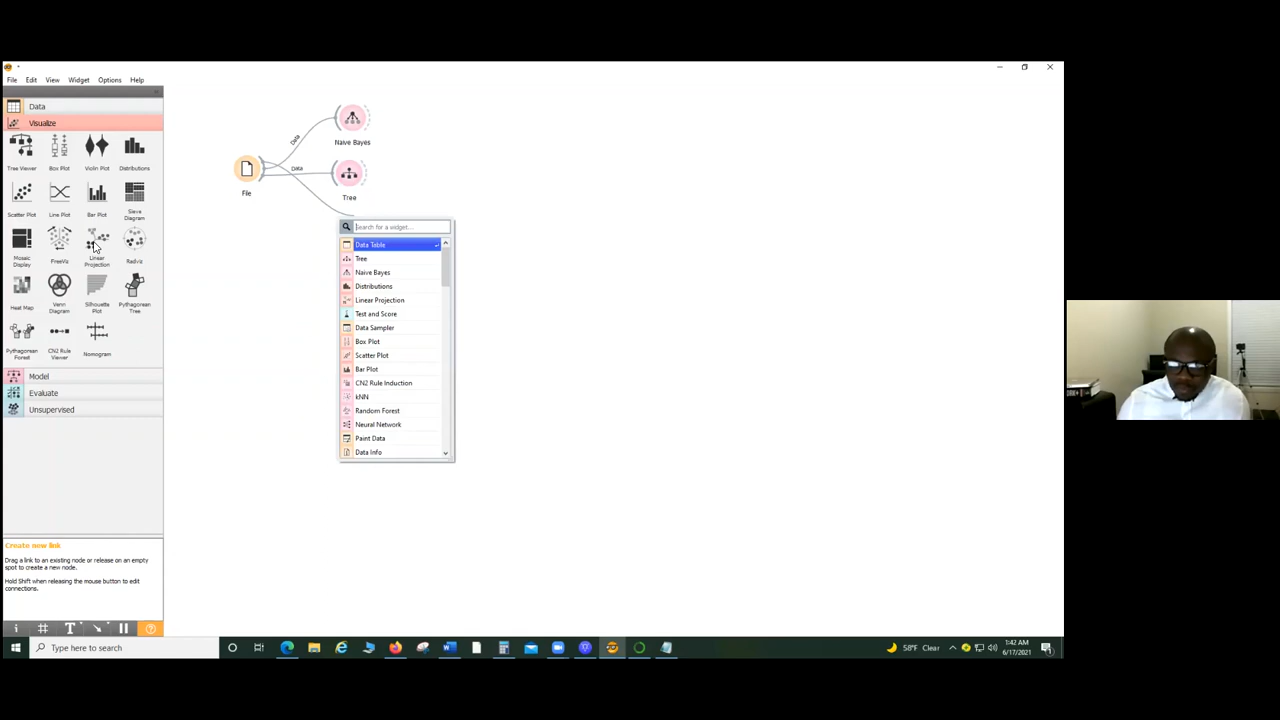 File Edit View Widget Options Help
Data
Visualize
Tree Viewer Box Plot Violin Plot Distributions
Scatter Plot Line Plot Bar Plot Sieve Diagram
Mosaic Display FreeViz Linear Projection Radviz
Heat Map Venn Diagram Silhouette Plot Pythagorean Tree
Pythagorean Forest CN2 Rule Viewer Nomogram
Model
Evaluate
Unsupervised
Create new link
Drag a link to an existing node or release on an empty
spot to create a new node.
Hold Shift when releasing the mouse button to edit
connections.
File
Data
Naive Bayes
Data
Tree
Search for a widget...
Data Table
Tree
Naive Bayes
Distributions
Linear Projection
Test and Score
Data Sampler
Box Plot
Scatter Plot
Bar Plot
CN2 Rule Induction
kNN
Random Forest
Neural Network
Paint Data
Data Info
Type here to search
58°F Clear
1:42 AM
6/17/2021